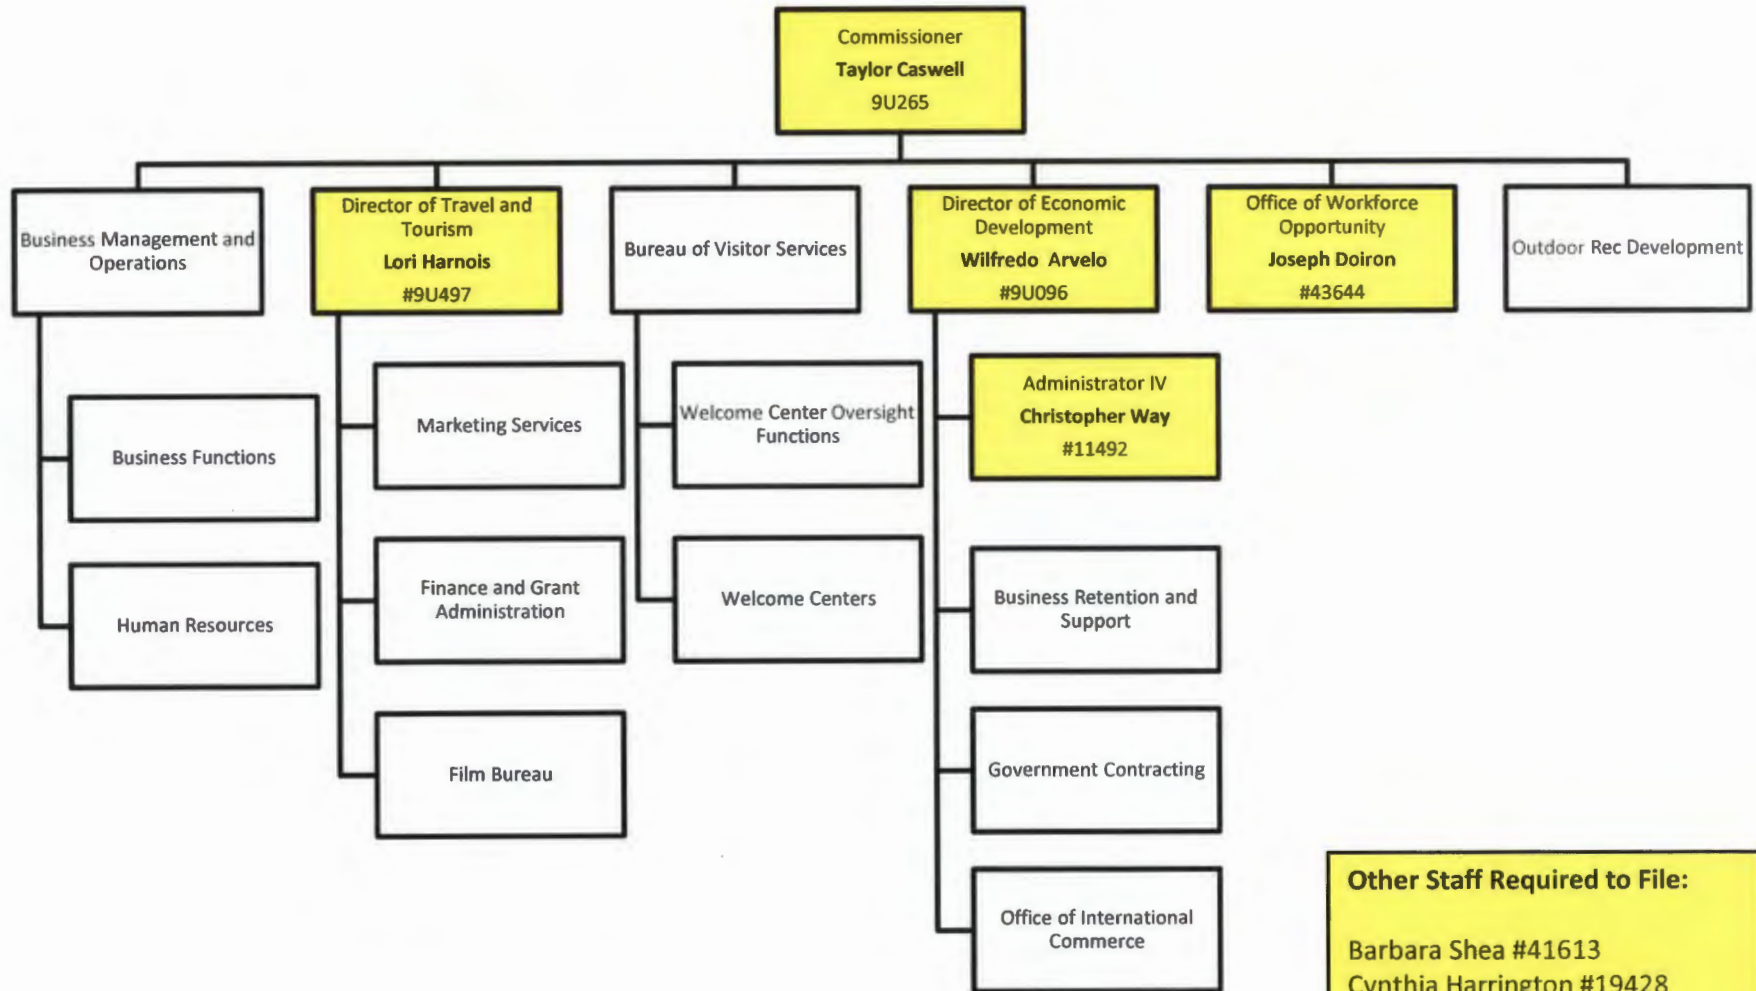 Commissioner
Taylor Caswell
9U265
Business Management and
Operations
Director of Travel and
Tourism
Lori Harnois
#9U497
Bureau of Visitor Services
Director of Economic
Development
Wilfredo Arvelo
#9U096
Office of Workforce
Opportunity
Joseph Doiron
#43644
Outdoor Rec Development
Business Functions
Human Resources
Marketing Services
Finance and Grant
Administration
Film Bureau
Welcome Center Oversight
Functions
Welcome Centers
Administrator IV
Christopher Way
#11492
Business Retention and
Support
Government Contracting
Office of International
Commerce
Other Staff Required to File:
Barbara Shea #41613
Cynthia Harrington #19428